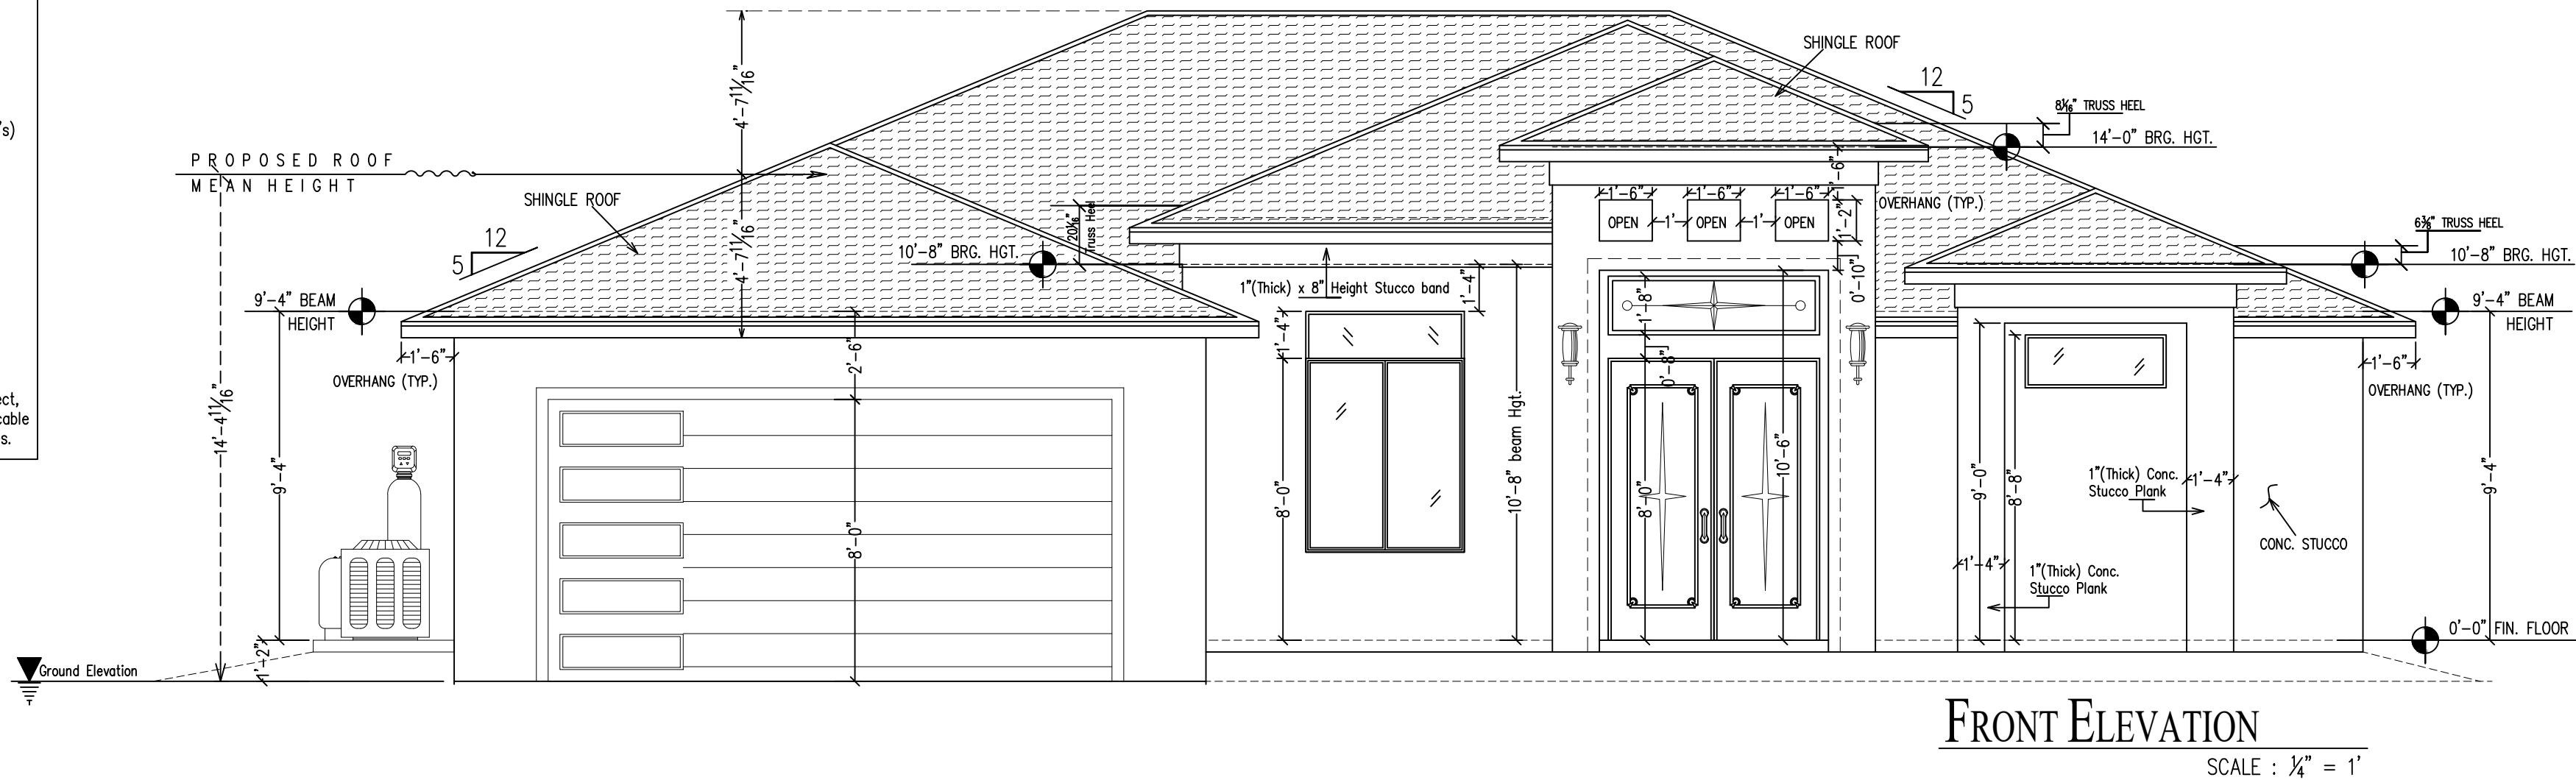 's)
ect,
cable
s.
SHINGLE ROOF
12
5
8 1/16" TRUSS HEEL
14'-0" BRG. HGT.
4'-7 11/16"
PROPOSED ROOF
MEAN HEIGHT
SHINGLE ROOF
12
5
1'-6"
1'-6"
1'-6"
1'-6"
OVERHANG (TYP.)
OPEN
1'
OPEN
1'
OPEN
1'-2"
20 1/16"
Truss Heel
6 3/8" TRUSS HEEL
10'-8" BRG. HGT.
10'-8" BRG. HGT.
4'-7 11/16"
1"(Thick) x 8" Height Stucco band
1'-4"
0'-10"
9'-4" BEAM
HEIGHT
9'-4" BEAM
HEIGHT
1'-6"
OVERHANG (TYP.)
2'-6"
1'-4"
1'-8"
0'-8"
1'-6"
OVERHANG (TYP.)
14'-4 11/16"
9'-4"
8'-0"
8'-0"
10'-8" beam Hgt.
8'-0"
10'-6"
9'-0"
8'-8"
1"(Thick) Conc.
Stucco Plank
1'-4"
9'-4"
CONC. STUCCO
1'-4"
1"(Thick) Conc.
Stucco Plank
0'-0" FIN. FLOOR
1'-2"
Ground Elevation
FRONT ELEVATION
SCALE : 1/4" = 1'